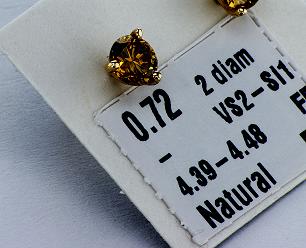 0.72 2 diam
– VS2–SI1
4.39–4.48
Natural